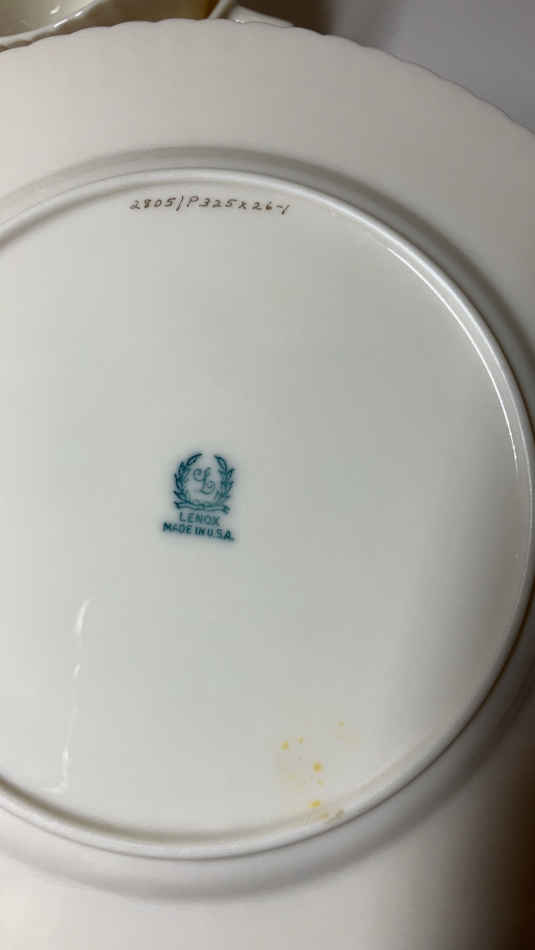 2805/P325X26-1
L
LENOX
MADE IN U.S.A.